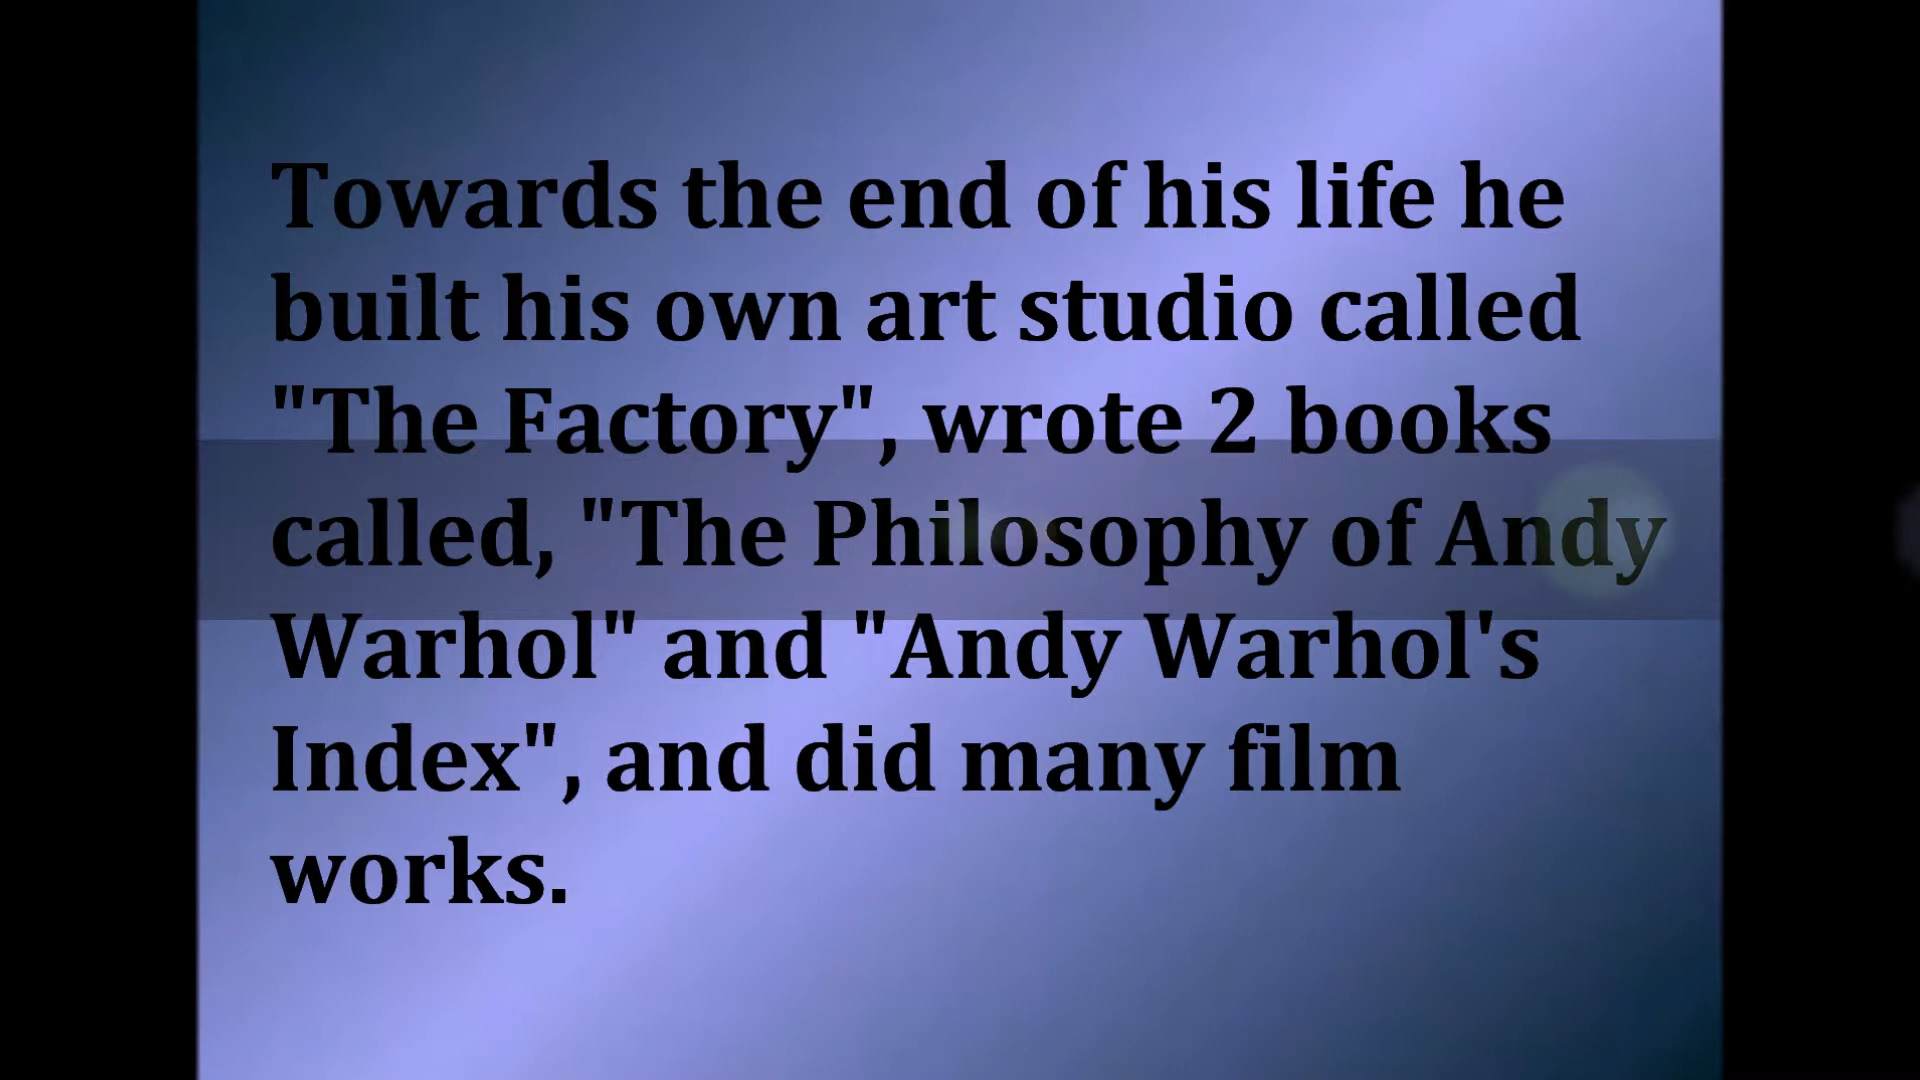 Towards the end of his life he
built his own art studio called
"The Factory", wrote 2 books
called, "The Philosophy of Andy
Warhol" and "Andy Warhol's
Index", and did many film
works.